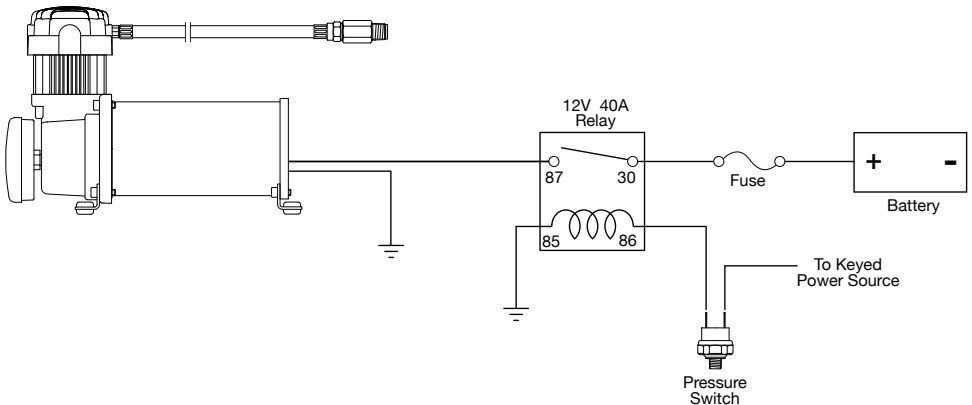 12V 40A
Relay
87
30
Fuse
+
-
Battery
85
86
To Keyed
Power Source
Pressure
Switch